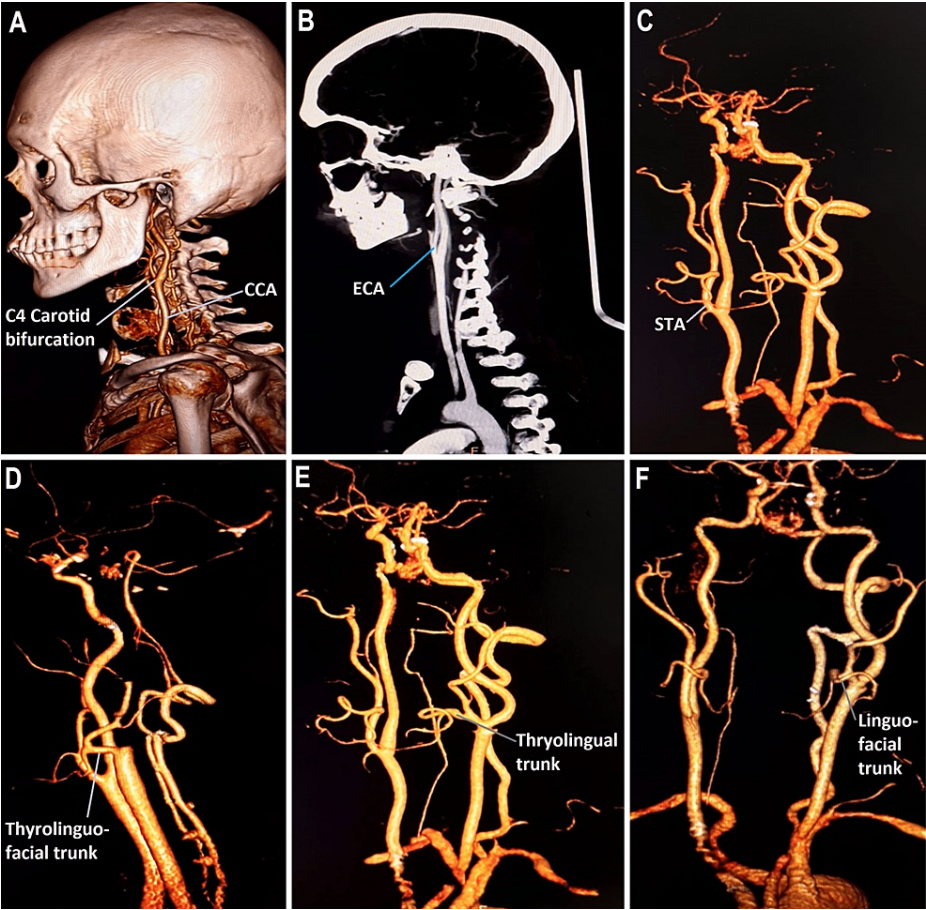 A
C4 Carotid
bifurcation
CCA
B
ECA
C
STA
D
Thyrolinguo-
facial trunk
E
Thryolingual
trunk
F
Linguo-
facial
trunk